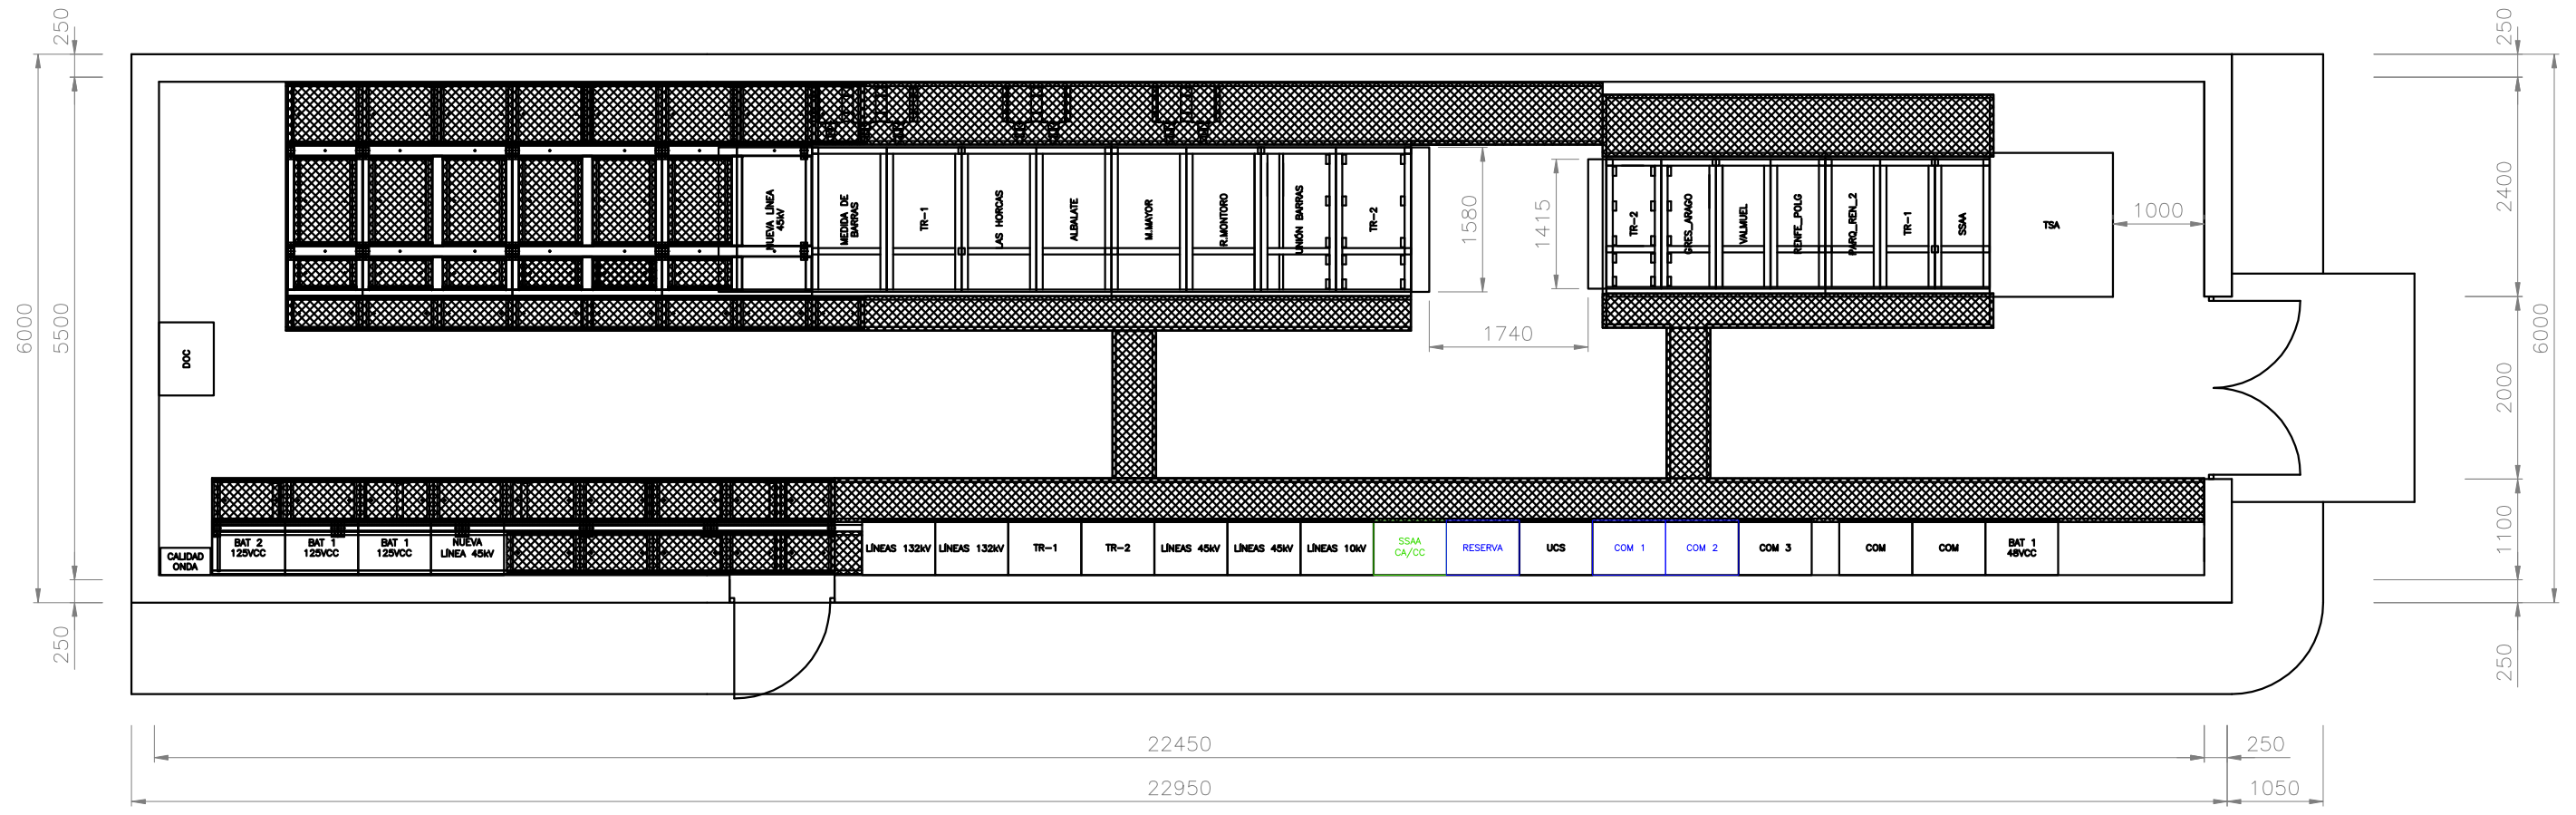 250
250
6000
5500
6000
2400
NUEVA LÍNEA
45kV
MEDIDA DE
BARRAS
TR-1
LAS HORCAS
ALBALATE
M.MAYOR
R.MONTORO
UNIÓN BARRAS
TR-2
1580
1415
TR-2
GRES_ARAGO
VALMUEL
RENFE_POLG
PARQ_REN_2
TR-1
SSAA
TSA
1000
1740
DOC
2000
1100
CALIDAD
ONDA
BAT 2
125VCC
BAT 1
125VCC
BAT 1
125VCC
NUEVA
LÍNEA 45kV
LÍNEAS 132kV
LÍNEAS 132kV
TR-1
TR-2
LÍNEAS 45kV
LÍNEAS 45kV
LÍNEAS 10kV
SSAA
CA/CC
RESERVA
UCS
COM 1
COM 2
COM 3
COM
COM
BAT 1
48VCC
250
250
22450
250
22950
1050